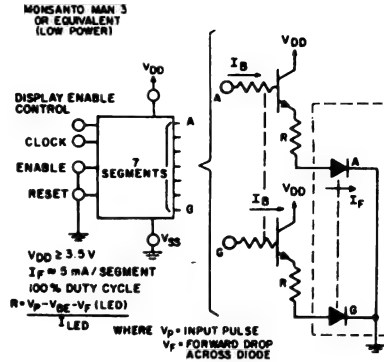 MONSANTO MAN 3
OR EQUIVALENT
(LOW POWER)
VDD
DISPLAY ENABLE
CONTROL
CLOCK
ENABLE
RESET
7
SEGMENTS
A
G
VSS
VDD ≥ 3.5 V
IF ≈ 5 mA/SEGMENT
100% DUTY CYCLE
R = VP-VBE-VF (LED)
ILED
WHERE VP = INPUT PULSE
VF = FORWARD DROP
ACROSS DIODE
IB
VDD
A
R
A
IF
IB
VDD
G
R
G